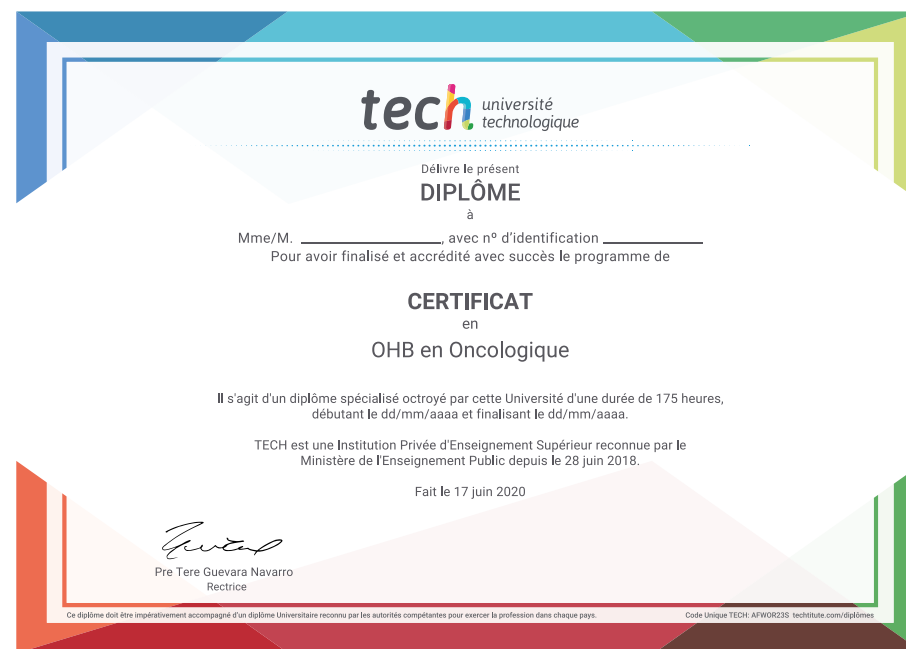 tech université
technologique
Délivre le présent
DIPLÔME
à
Mme/M. ____________________, avec nº d'identification ______________
Pour avoir finalisé et accrédité avec succès le programme de
CERTIFICAT
en
OHB en Oncologique
Il s'agit d'un diplôme spécialisé octroyé par cette Université d'une durée de 175 heures,
débutant le dd/mm/aaaa et finalisant le dd/mm/aaaa.
TECH est une Institution Privée d'Enseignement Supérieur reconnue par le
Ministère de l'Enseignement Public depuis le 28 juin 2018.
Fait le 17 juin 2020
Pre Tere Guevara Navarro
Rectrice
Ce diplôme doit être impérativement accompagné d'un diplôme Universitaire reconnu par les autorités compétantes pour exercer la profession dans chaque pays.
Code Unique TECH: AFWOR23S techtitute.com/diplômes